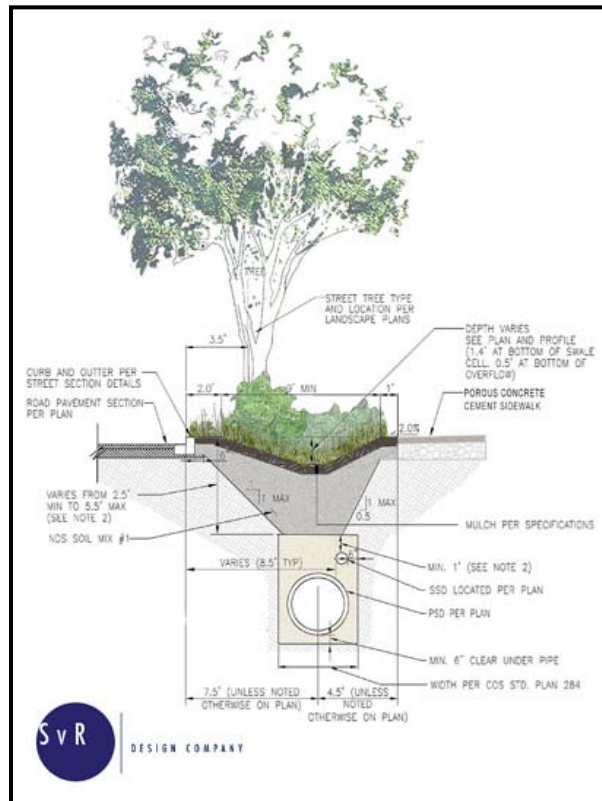 TREE
STREET TREE TYPE
AND LOCATION PER
LANDSCAPE PLANS
3.5'
DEPTH VARIES
SEE PLAN AND PROFILE
(1.4' AT BOTTOM OF SWALE
CELL, 0.5' AT BOTTOM OF
OVERFLOW)
CURB AND GUTTER PER
STREET SECTION DETAILS
2.0'
9' MIN
1'
ROAD PAVEMENT SECTION
PER PLAN
POROUS CONCRETE
CEMENT SIDEWALK
2.0%
6"
VARIES FROM 2.5'
MIN TO 5.5' MAX
(SEE NOTE 2)
1 MAX
1 MAX
0.5
MULCH PER SPECIFICATIONS
NDS SOIL MIX #1
MIN. 1' (SEE NOTE 2)
VARIES (8.5' TYP)
6"
SSD LOCATED PER PLAN
PSD PER PLAN
MIN. 6" CLEAR UNDER PIPE
WIDTH PER COS STD. PLAN 284
7.5' (UNLESS NOTED
OTHERWISE ON PLAN)
4.5' (UNLESS
NOTED
OTHERWISE ON PLAN)
SvR
DESIGN COMPANY